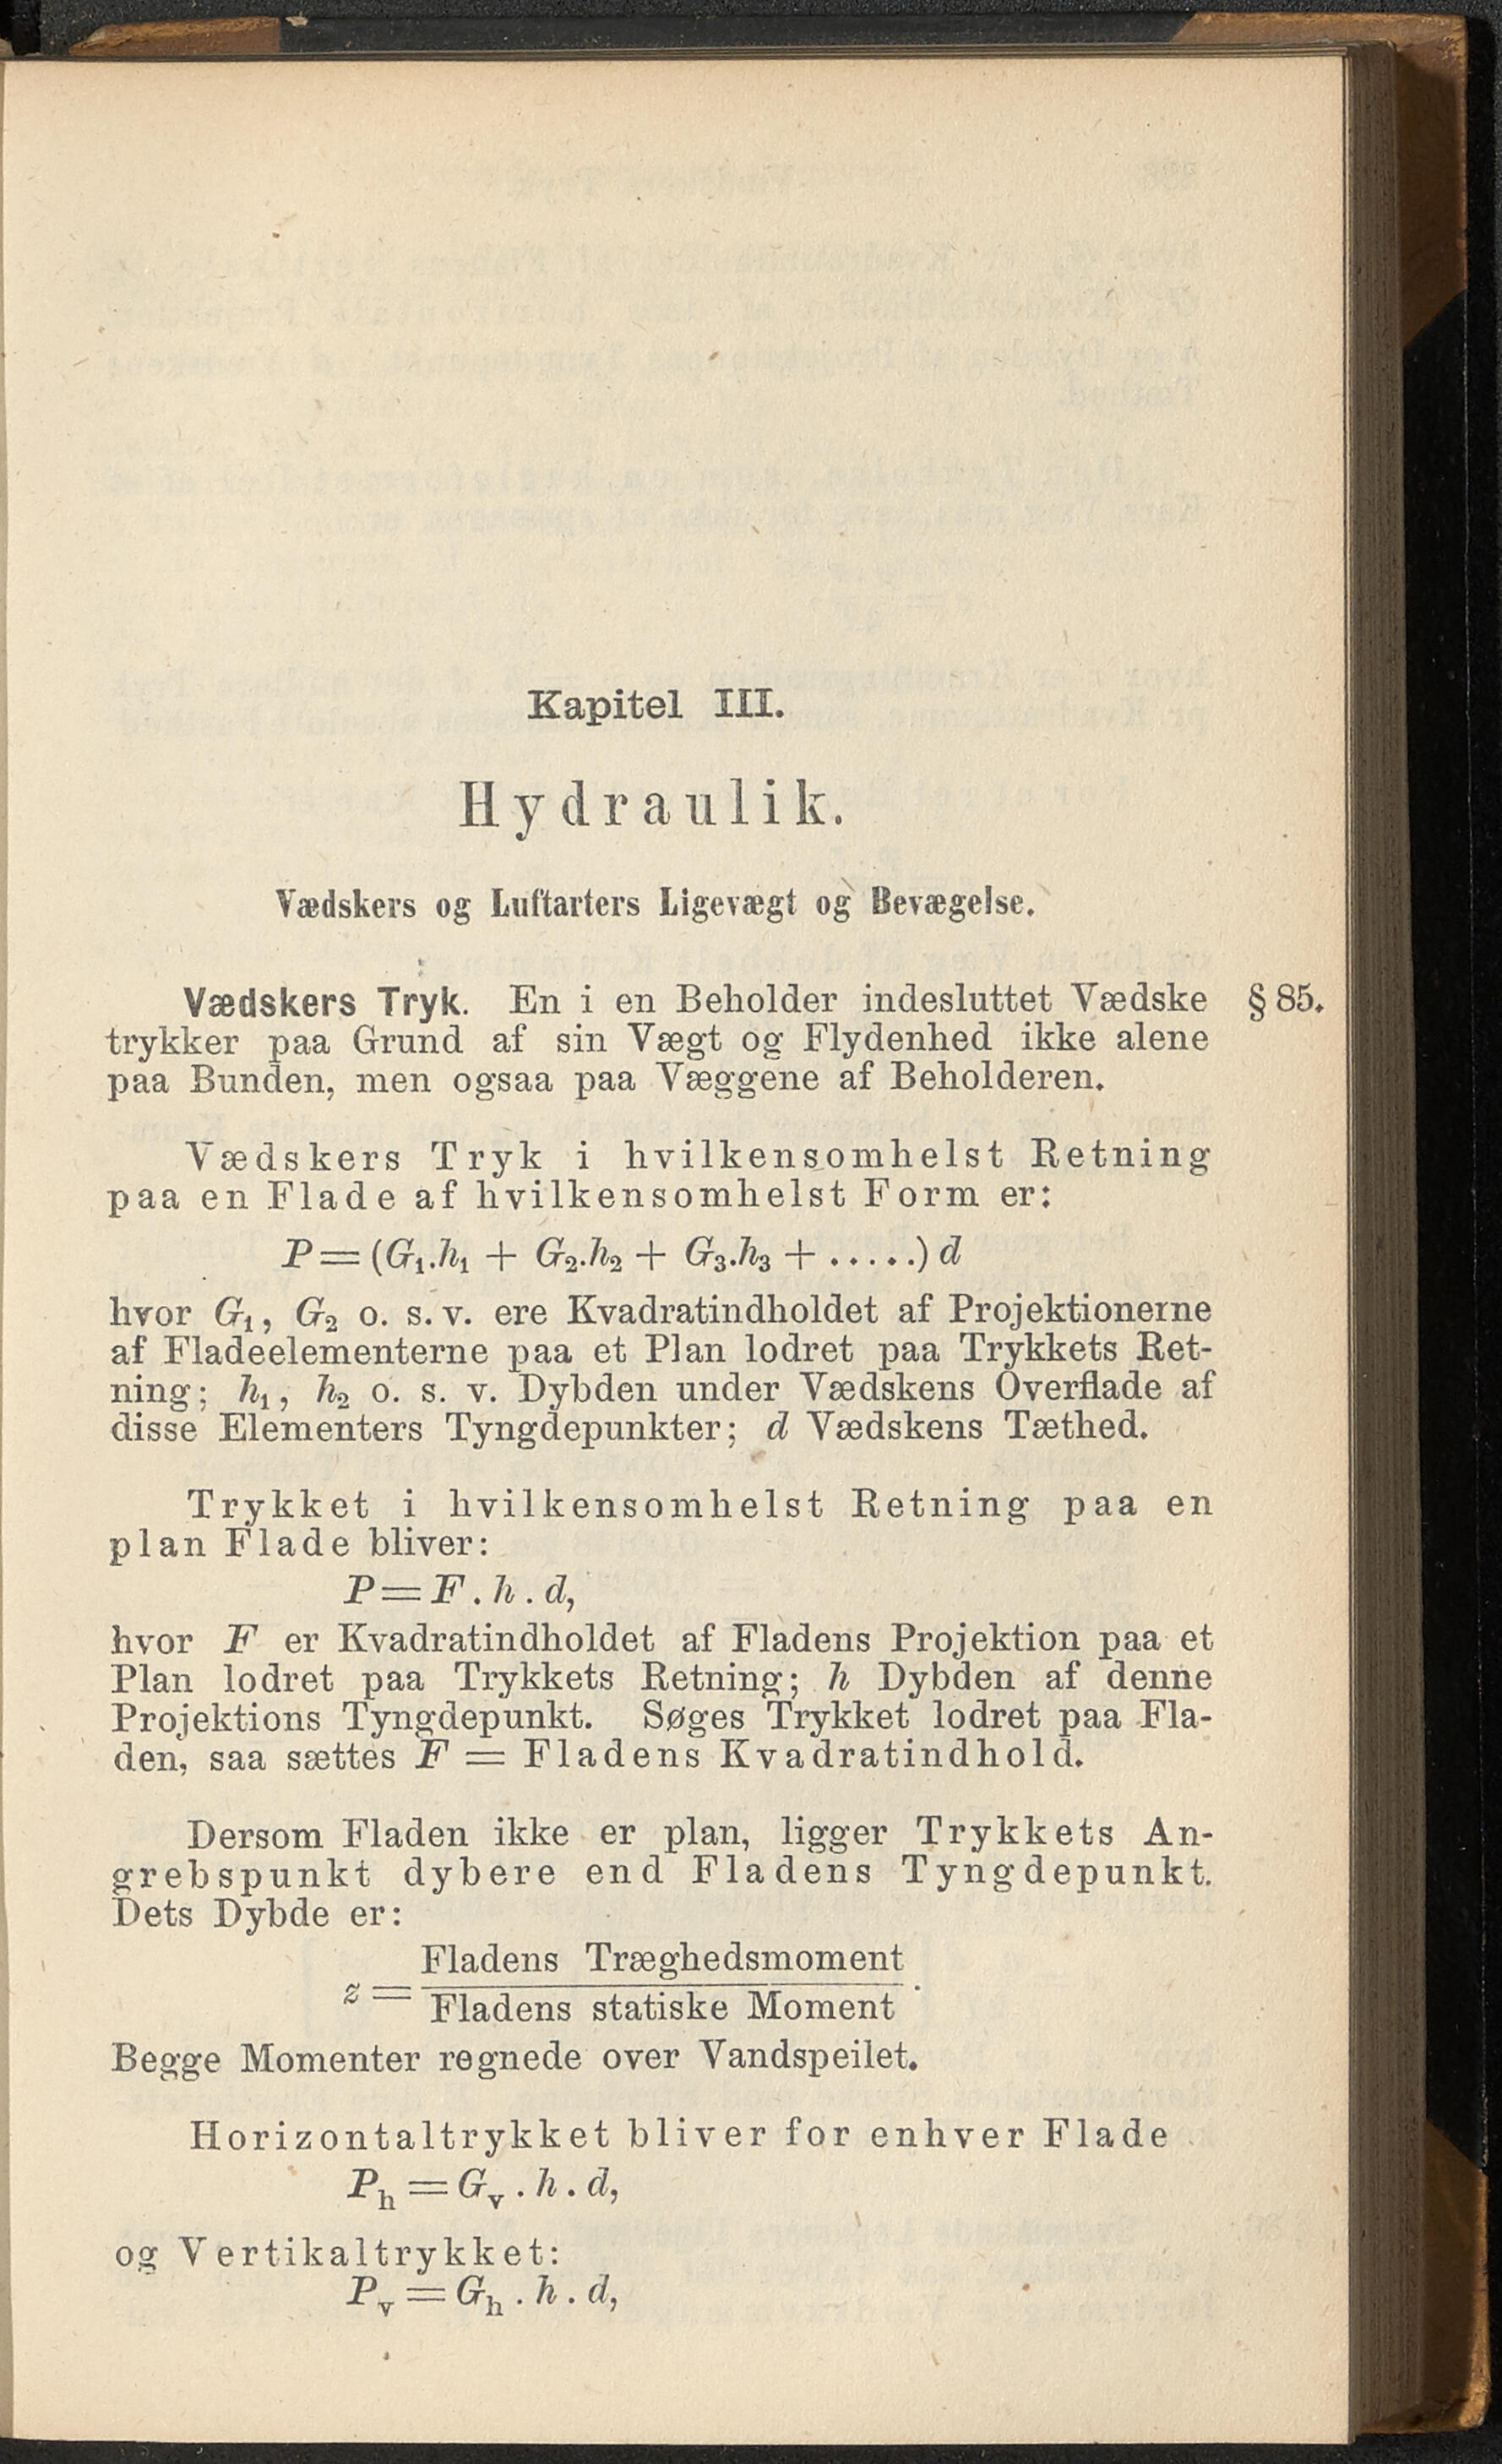 Kapitel III.
Hydraulik.
Vædskers og Luftarters Ligevægt og Bevægelse.
Vædskers Tryk. En i en Beholder indesluttet Vædske § 85.
trykker paa Grund af sin Vægt og Flydenhed ikke alene
paa Bunden, men ogsaa paa Væggene af Beholderen.
Vædskers Tryk i hvilkensomhelst Retning
paa en Flade af hvilkensomhelst Form er:
P = (G₁.h₁ + G₂.h₂ + G₃.h₃ + .....) d
hvor G₁, G₂ o. s. v. ere Kvadratindholdet af Projektionerne
af Fladeelementerne paa et Plan lodret paa Trykkets Ret-
ning; h₁, h₂ o. s. v. Dybden under Vædskens Overflade af
disse Elementers Tyngdepunkter; d Vædskens Tæthed.
Trykket i hvilkensomhelst Retning paa en
plan Flade bliver:
P = F . h . d,
hvor F er Kvadratindholdet af Fladens Projektion paa et
Plan lodret paa Trykkets Retning; h Dybden af denne
Projektions Tyngdepunkt. Søges Trykket lodret paa Fla-
den, saa sættes F = Fladens Kvadratindhold.
Dersom Fladen ikke er plan, ligger Trykkets An-
grebspunkt dybere end Fladens Tyngdepunkt.
Dets Dybde er:
Fladens Træghedsmoment
z = .
Fladens statiske Moment
Begge Momenter regnede over Vandspeilet.
Horizontaltrykket bliver for enhver Flade
Pₕ = Gᵥ . h . d,
og Vertikaltrykket:
Pᵥ = Gₕ . h . d,